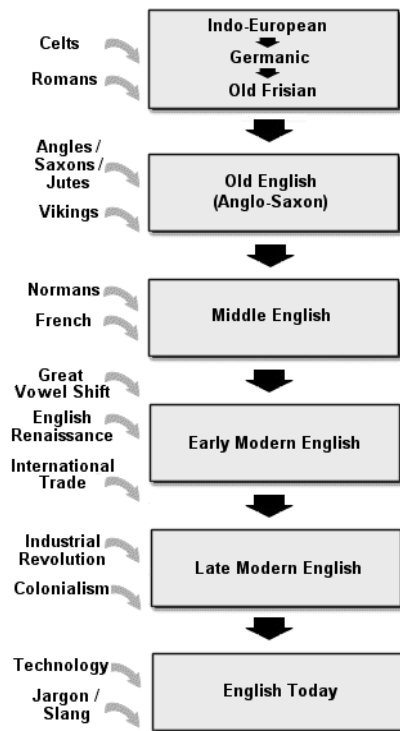 Celts
Romans
Indo-European
Germanic
Old Frisian
Angles /
Saxons /
Jutes
Vikings
Old English
(Anglo-Saxon)
Normans
French
Middle English
Great
Vowel Shift
English
Renaissance
International
Trade
Early Modern English
Industrial
Revolution
Colonialism
Late Modern English
Technology
Jargon /
Slang
English Today